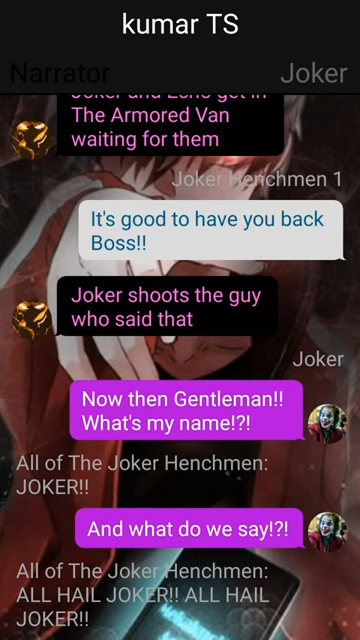 kumar TS
Narrator
Joker
Joker and Echo get in
The Armored Van
waiting for them
Joker Henchmen 1
It's good to have you back
Boss!!
Joker shoots the guy
who said that
Joker
Now then Gentleman!!
What's my name!?!
All of The Joker Henchmen:
JOKER!!
And what do we say!?!
All of The Joker Henchmen:
ALL HAIL JOKER!! ALL HAIL
JOKER!!